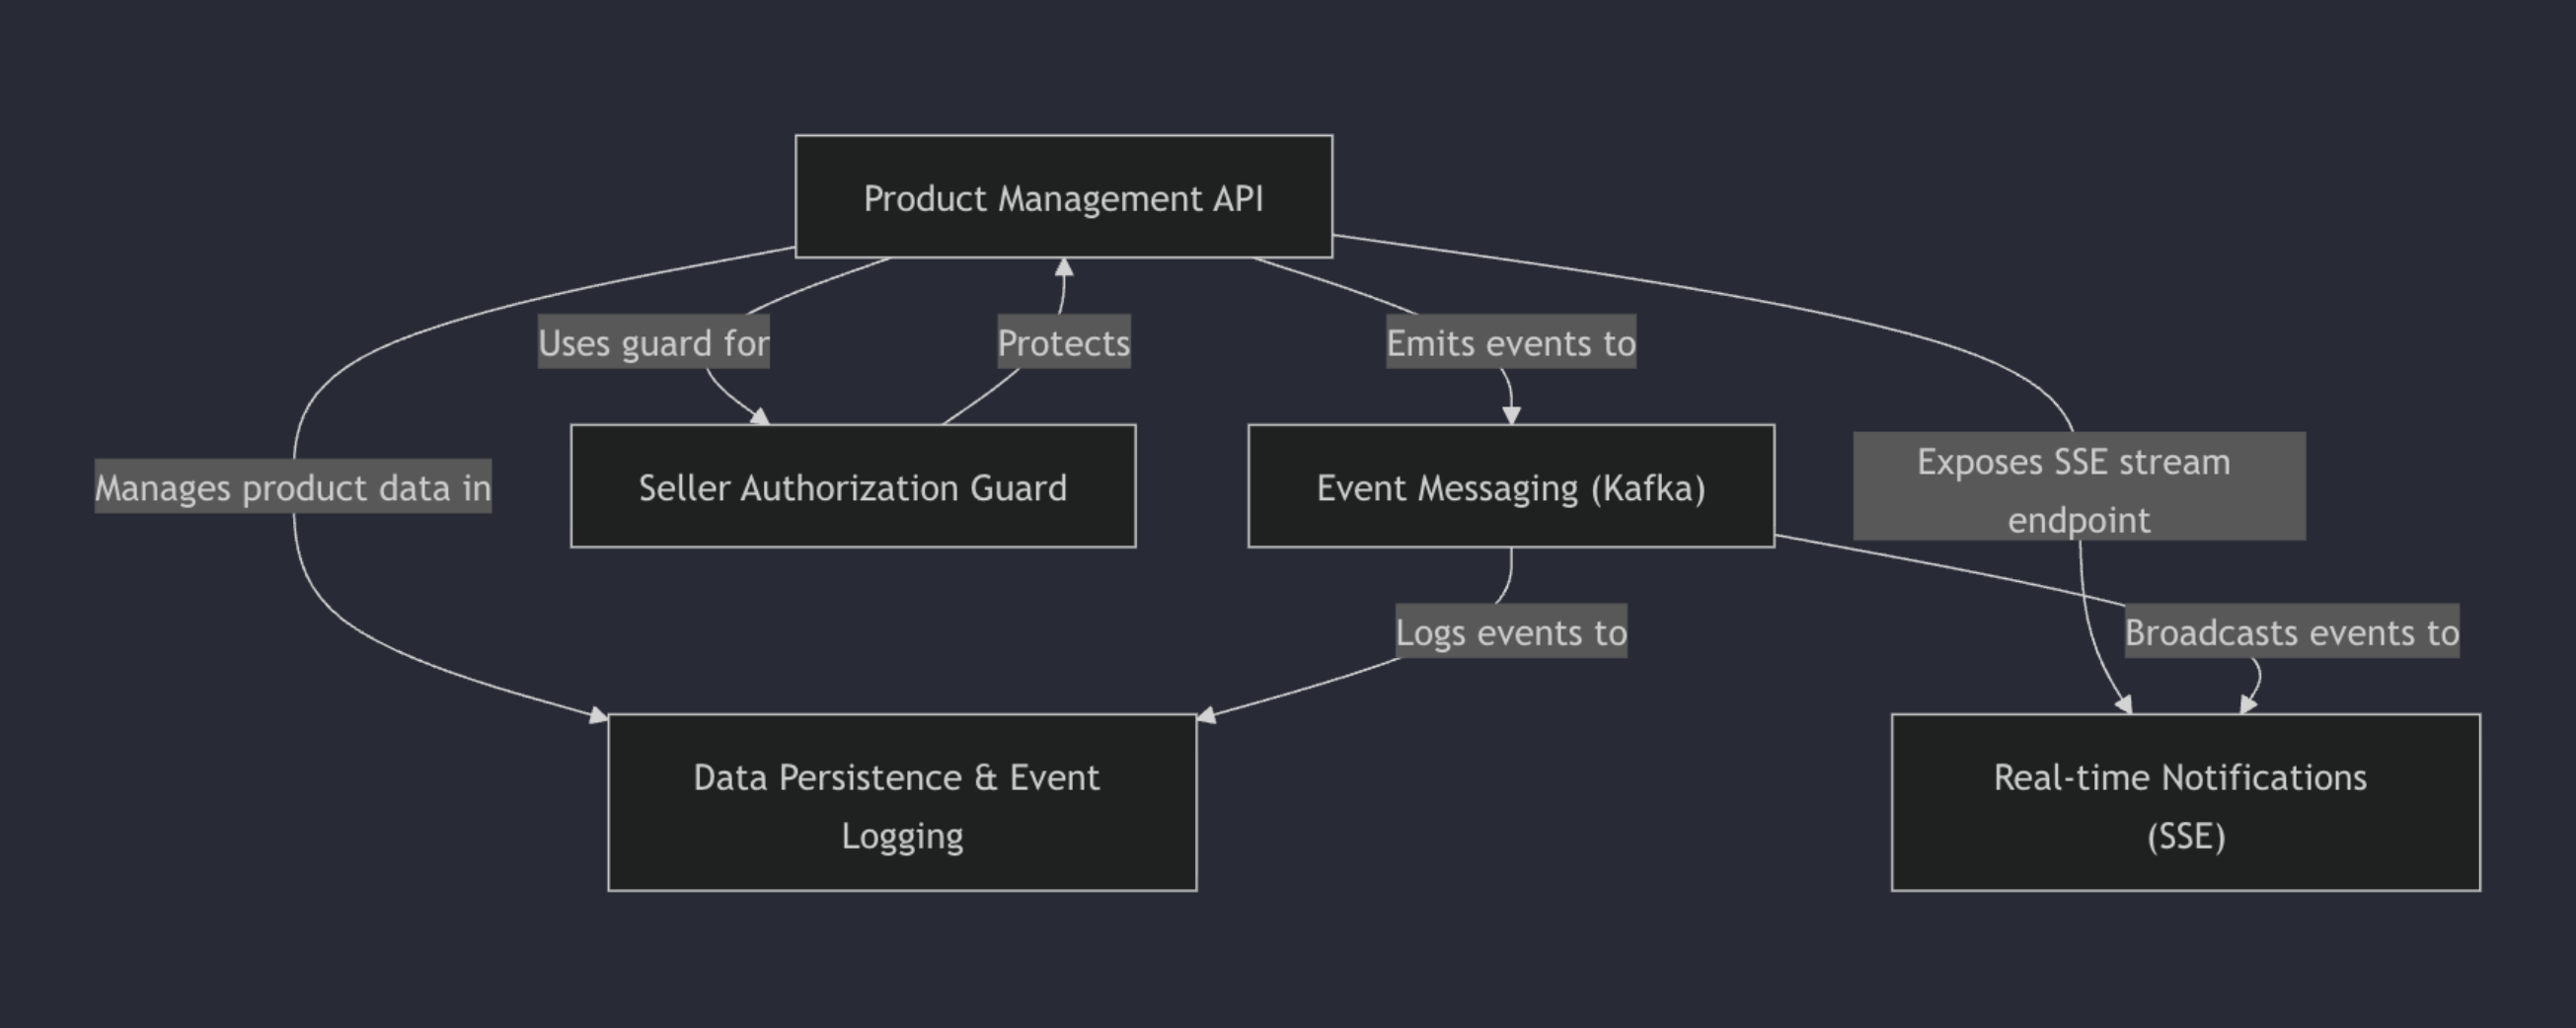 Product Management API
Uses guard for
Protects
Emits events to
Exposes SSE stream
endpoint
Manages product data in
Seller Authorization Guard
Event Messaging (Kafka)
Logs events to
Broadcasts events to
Data Persistence & Event
Logging
Real-time Notifications
(SSE)